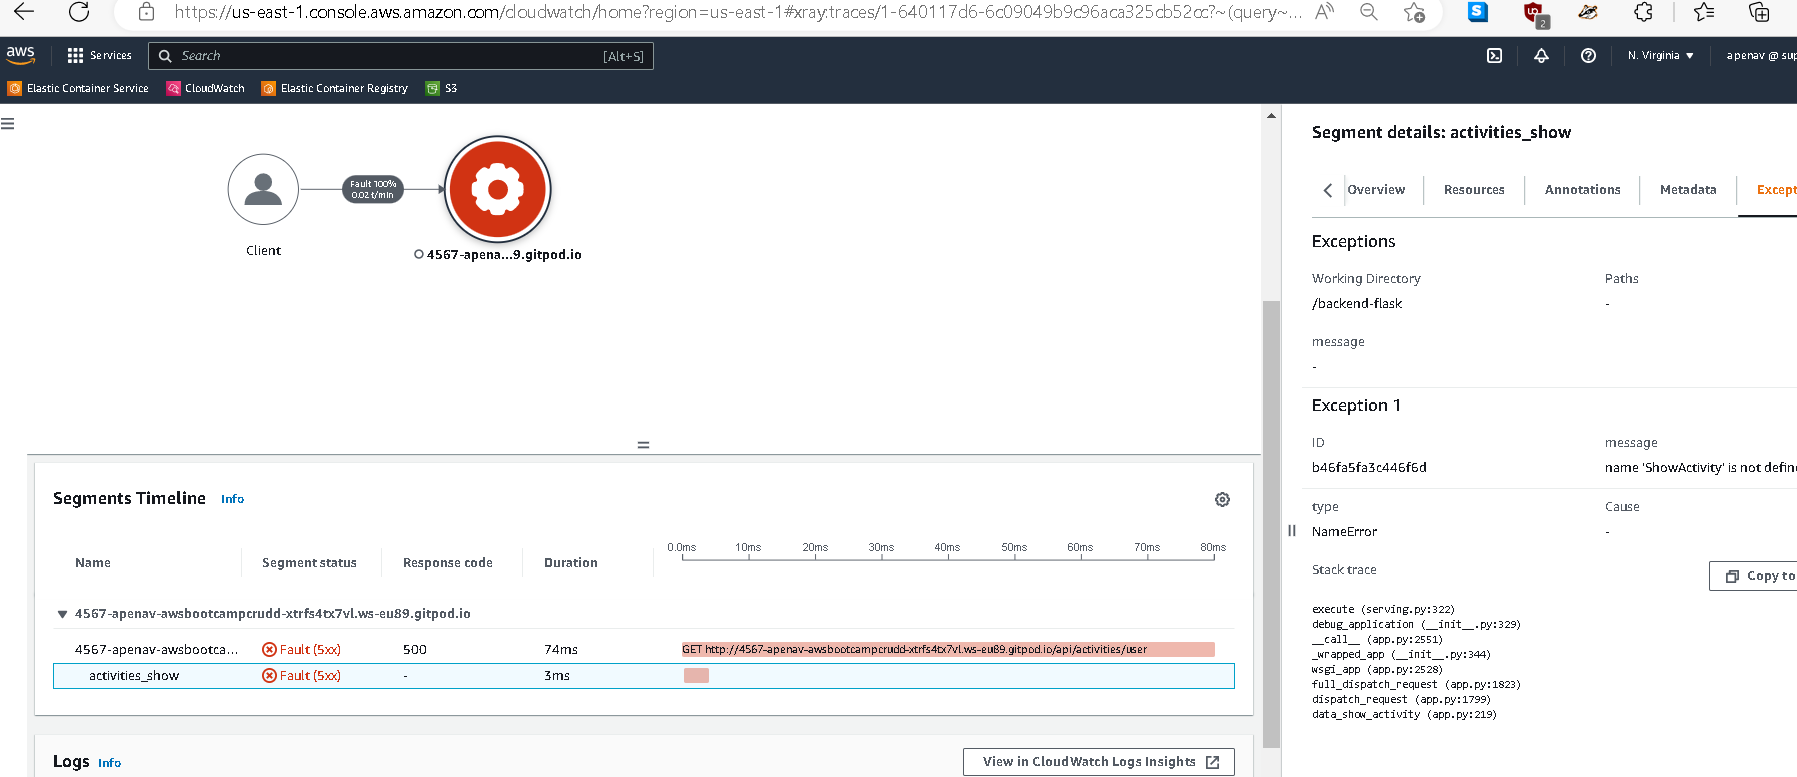 https://us-east-1.console.aws.amazon.com/cloudwatch/home?region=us-east-1#xray:traces/1-640117d6-6c09049b9c96aca325cb52cc?~(query~...
2
aws
Services
Search
[Alt+S]
N. Virginia
apenav @ sup
Elastic Container Service
CloudWatch
Elastic Container Registry
S3
Fault 100%
0.02 t/min
Client
4567-apena...9.gitpod.io
Segments Timeline Info
Name
Segment status
Response code
Duration
0.0ms 10ms 20ms 30ms 40ms 50ms 60ms 70ms 80ms
4567-apenav-awsbootcampcrudd-xtrfs4tx7vl.ws-eu89.gitpod.io
4567-apenav-awsbootca... Fault (5xx) 500 74ms GET http://4567-apenav-awsbootcampcrudd-xtrfs4tx7vl.ws-eu89.gitpod.io/api/activities/user
activities_show Fault (5xx) - 3ms
Logs Info
View in CloudWatch Logs Insights
Segment details: activities_show
Overview Resources Annotations Metadata Except
Exceptions
Working Directory
/backend-flask
Paths
-
message
-
Exception 1
ID
b46fa5fa3c446f6d
message
name 'ShowActivity' is not define
type
NameError
Cause
-
Stack trace
Copy to
execute (serving.py:322)
debug_application (__init__.py:329)
__call__ (app.py:2551)
_wrapped_app (__init__.py:344)
wsgi_app (app.py:2528)
full_dispatch_request (app.py:1823)
dispatch_request (app.py:1799)
data_show_activity (app.py:219)